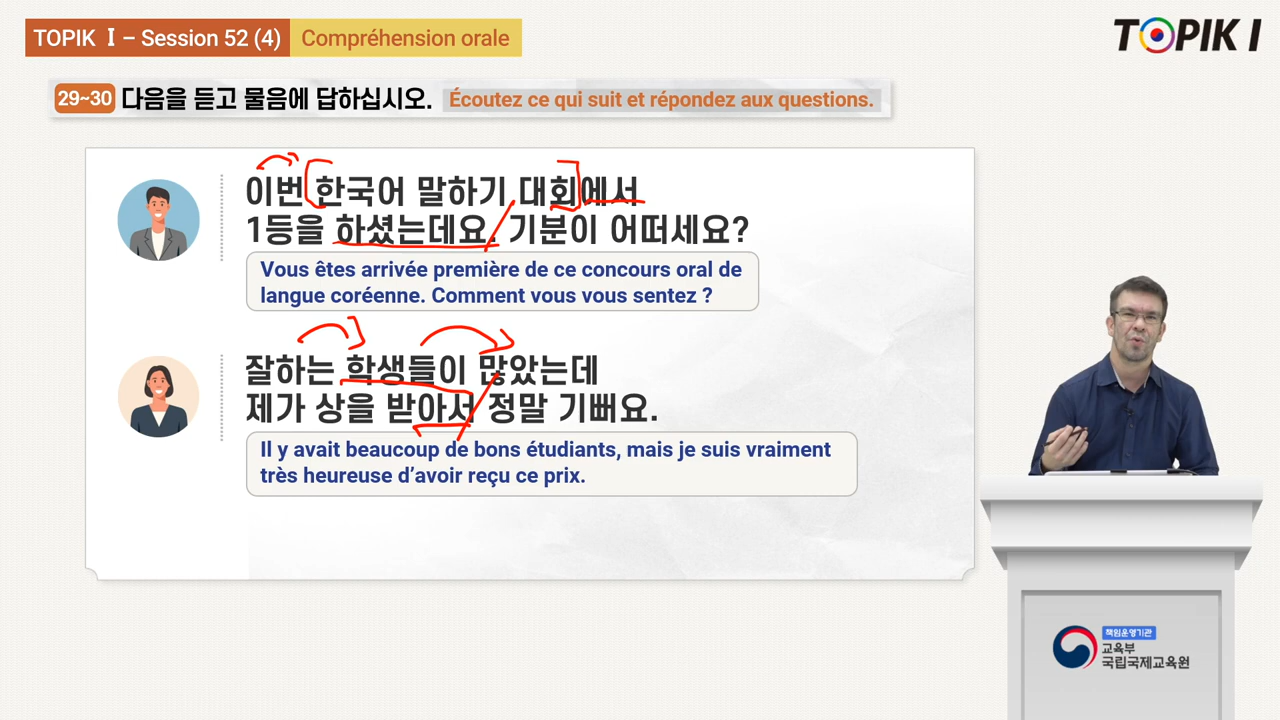 TOPIK I – Session 52 (4) Compréhension orale
TOPIK I
29~30 다음을 듣고 물음에 답하십시오. Écoutez ce qui suit et répondez aux questions.
이번 한국어 말하기 대회에서
1등을 하셨는데요. 기분이 어떠세요?
Vous êtes arrivée première de ce concours oral de
langue coréenne. Comment vous vous sentez ?
잘하는 학생들이 많았는데
제가 상을 받아서 정말 기뻐요.
Il y avait beaucoup de bons étudiants, mais je suis vraiment
très heureuse d’avoir reçu ce prix.
책임운영기관
교육부
국립국제교육원